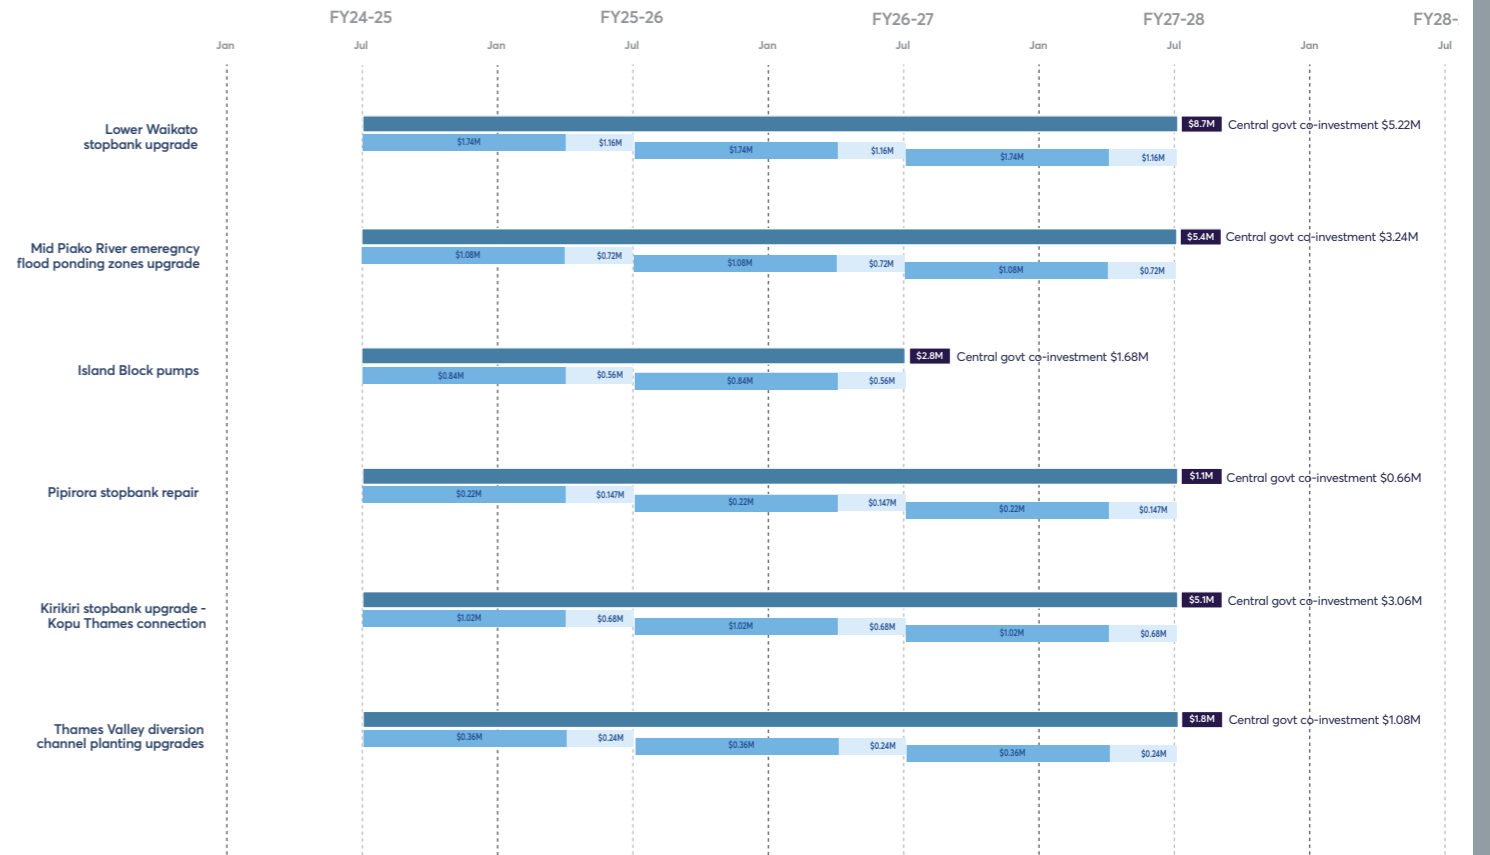 FY24-25 FY25-26 FY26-27 FY27-28 FY28-
Jan Jul Jan Jul Jan Jul Jan Jul Jan Jul
Lower Waikato
stopbank upgrade
$8.7M Central govt co-investment $5.22M
$1.74M $1.16M $1.74M $1.16M $1.74M $1.16M
Mid Piako River emeregncy
flood ponding zones upgrade
$5.4M Central govt co-investment $3.24M
$1.08M $0.72M $1.08M $0.72M $1.08M $0.72M
Island Block pumps
$2.8M Central govt co-investment $1.68M
$0.84M $0.56M $0.84M $0.56M
Pipirora stopbank repair
$1.1M Central govt co-investment $0.66M
$0.22M $0.147M $0.22M $0.147M $0.22M $0.147M
Kirikiri stopbank upgrade -
Kopu Thames connection
$5.1M Central govt co-investment $3.06M
$1.02M $0.68M $1.02M $0.68M $1.02M $0.68M
Thames Valley diversion
channel planting upgrades
$1.8M Central govt co-investment $1.08M
$0.36M $0.24M $0.36M $0.24M $0.36M $0.24M